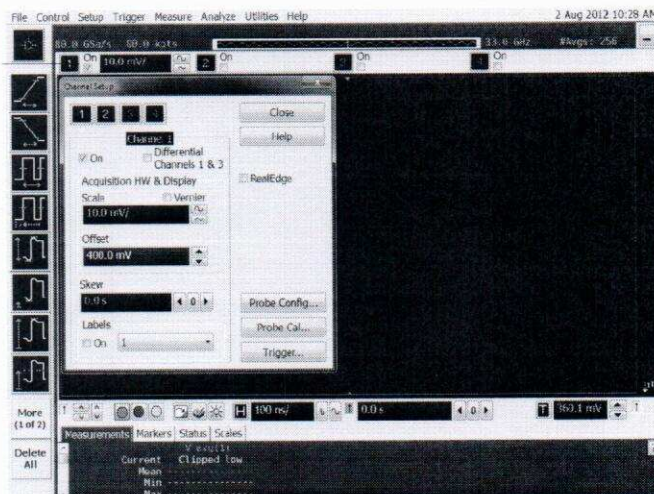 File Control Setup Trigger Measure Analyze Utilities Help 2 Aug 2012 10:28 AM
80.0 GSa/s 80.0 kpts 33.0 GHz #Avgs: 256
1 On 10.0 mV/ 2 On On On
Channel Setup
1 2 3 4 Close
Channel 1 Help
On Differential
Channels 1 & 3
RealEdge
Acquisition HW & Display
Scale Vernier
10.0 mV/
Offset
400.0 mV
Skew
0.0 s 0 Probe Config...
Labels Probe Cal...
On 1
Trigger...
More
(1 of 2)
H 100 ns/ 0.0 s 0 T 360.1 mV
Measurements Markers Status Scales
Delete
All
V avg(1)
Current Clipped low
Mean
Min
Max